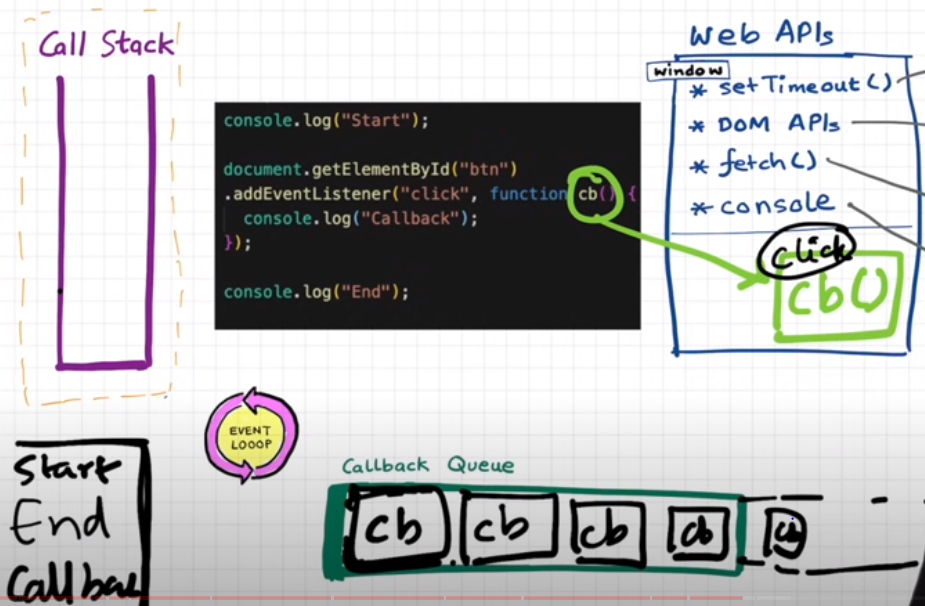 Call Stack
console.log("Start");
document.getElementById("btn")
.addEventListener("click", function cb() {
console.log("Callback");
});
console.log("End");
Web APIs
window
* setTimeout()
* DOM APIs
* fetch()
* console
click
cb()
EVENT
LOOOP
Start
End
Callbac
Callback Queue
cb cb cb cb cb